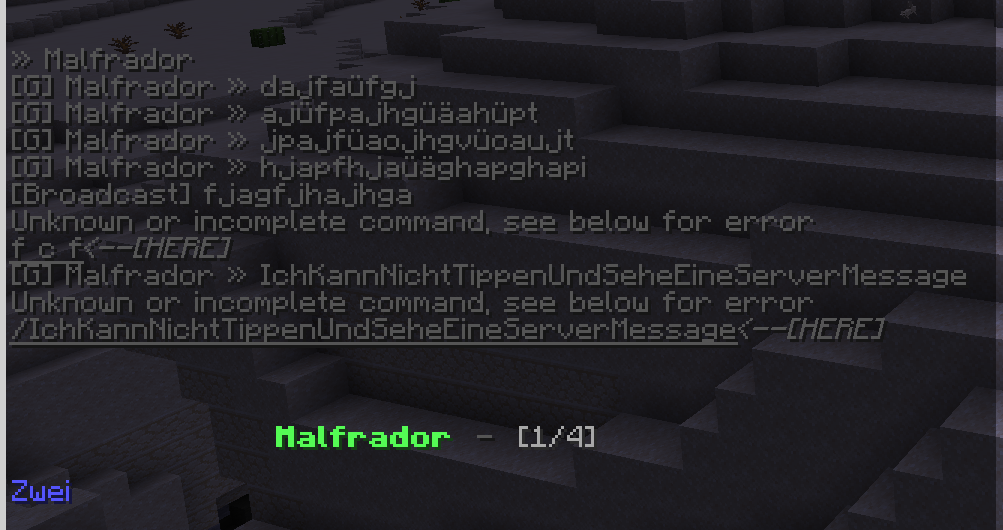 » Malfrador
[G] Malfrador » dajfaüfgj
[G] Malfrador » ajüfpajhgüäahüpt
[G] Malfrador » jpajfüaojhgvüoaujt
[G] Malfrador » hjapfhjaüäghapghapi
[Broadcast] fjagfjhajhga
Unknown or incomplete command, see below for error
f c f<--[HERE]
[G] Malfrador » IchKannNichtTippenUndSeheEineServerMessage
Unknown or incomplete command, see below for error
/IchKannNichtTippenUndSeheEineServerMessage<--[HERE]
Malfrador - [1/4]
Zwei